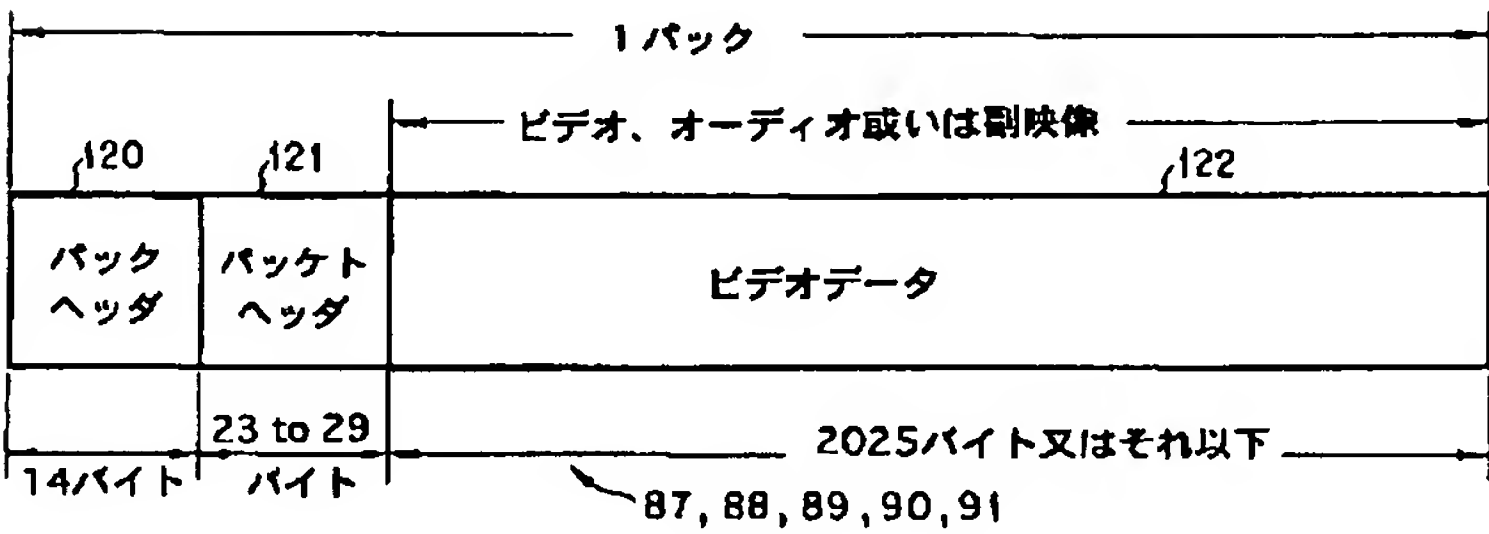 1パック
ビデオ、オーディオ或いは副映像
120
121
122
パック
ヘッダ
パケット
ヘッダ
ビデオデータ
14バイト
23 to 29
バイト
2025バイト又はそれ以下
87, 88, 89, 90, 91